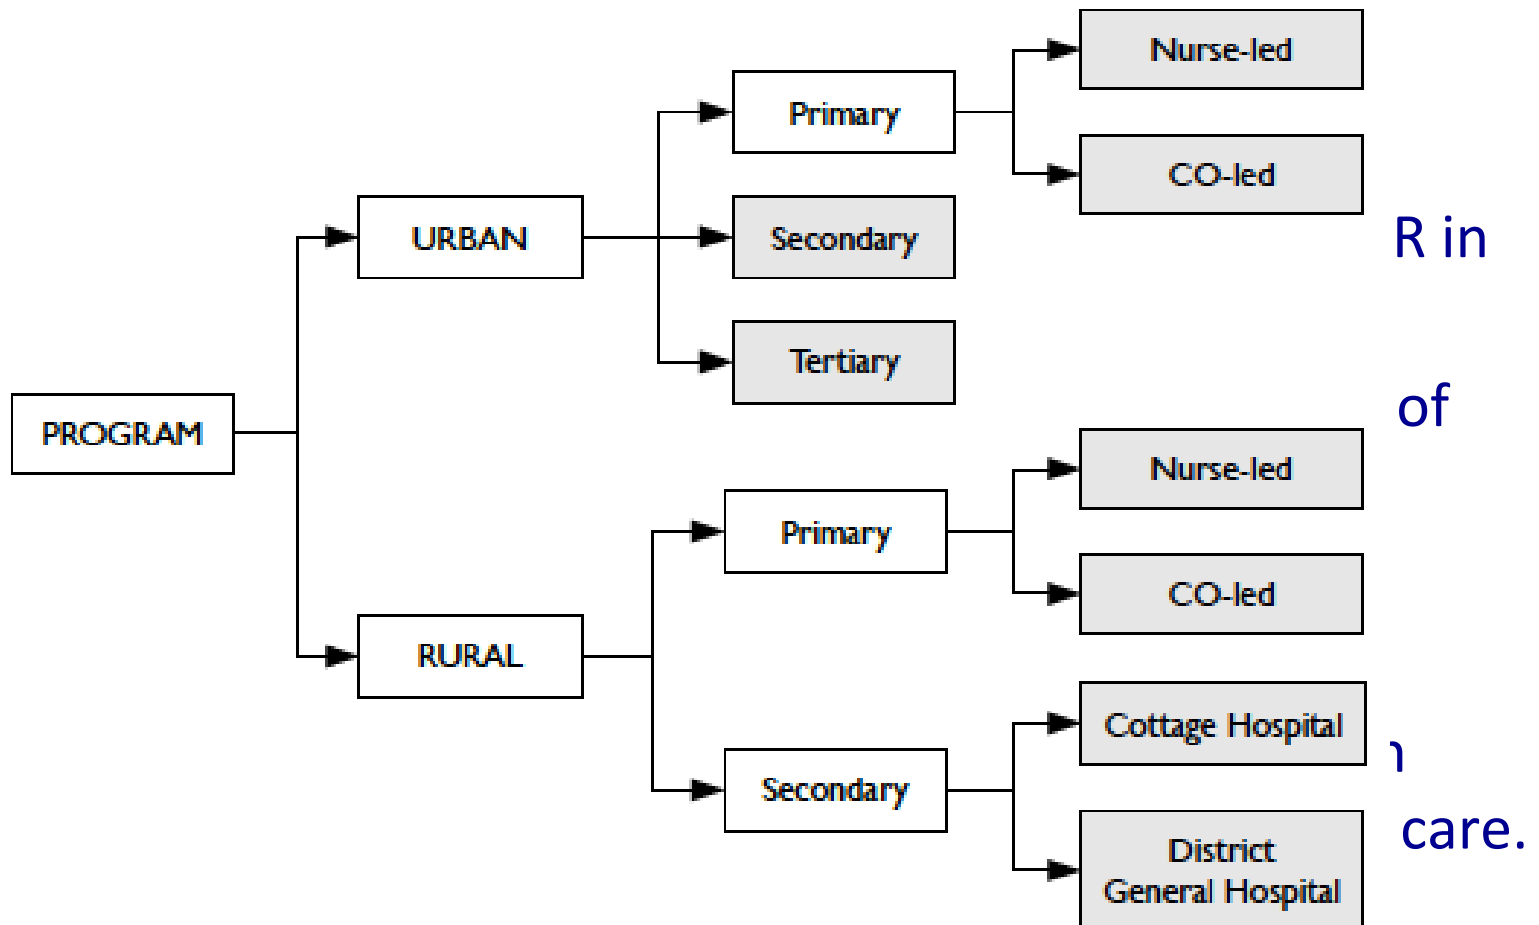 Nurse-led
Primary
CO-led
URBAN
Secondary
R in
Tertiary
of
PROGRAM
Nurse-led
Primary
CO-led
RURAL
Cottage Hospital
Secondary
care.
District
General Hospital